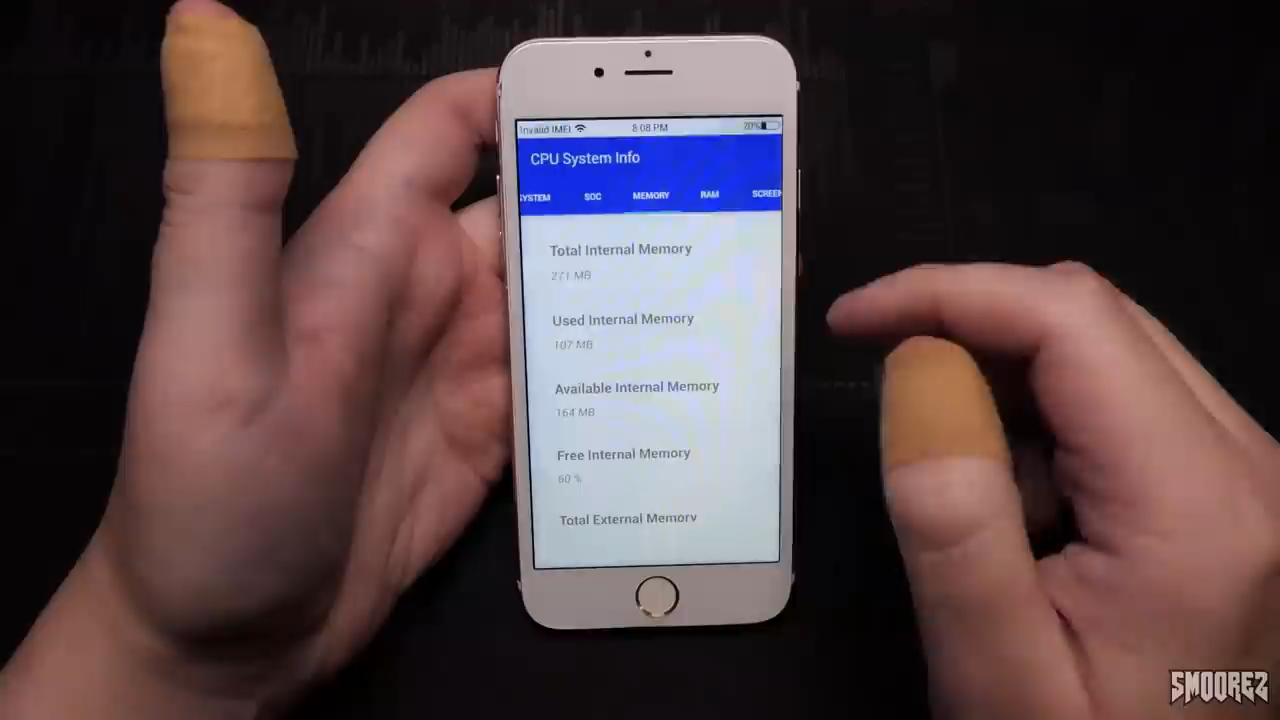 Invalid IMEI 8:08 PM 20%
CPU System Info
SYSTEM SOC MEMORY RAM SCREEN
Total Internal Memory
271 MB
Used Internal Memory
107 MB
Available Internal Memory
164 MB
Free Internal Memory
60 %
Total External Memory
SMOOREZ